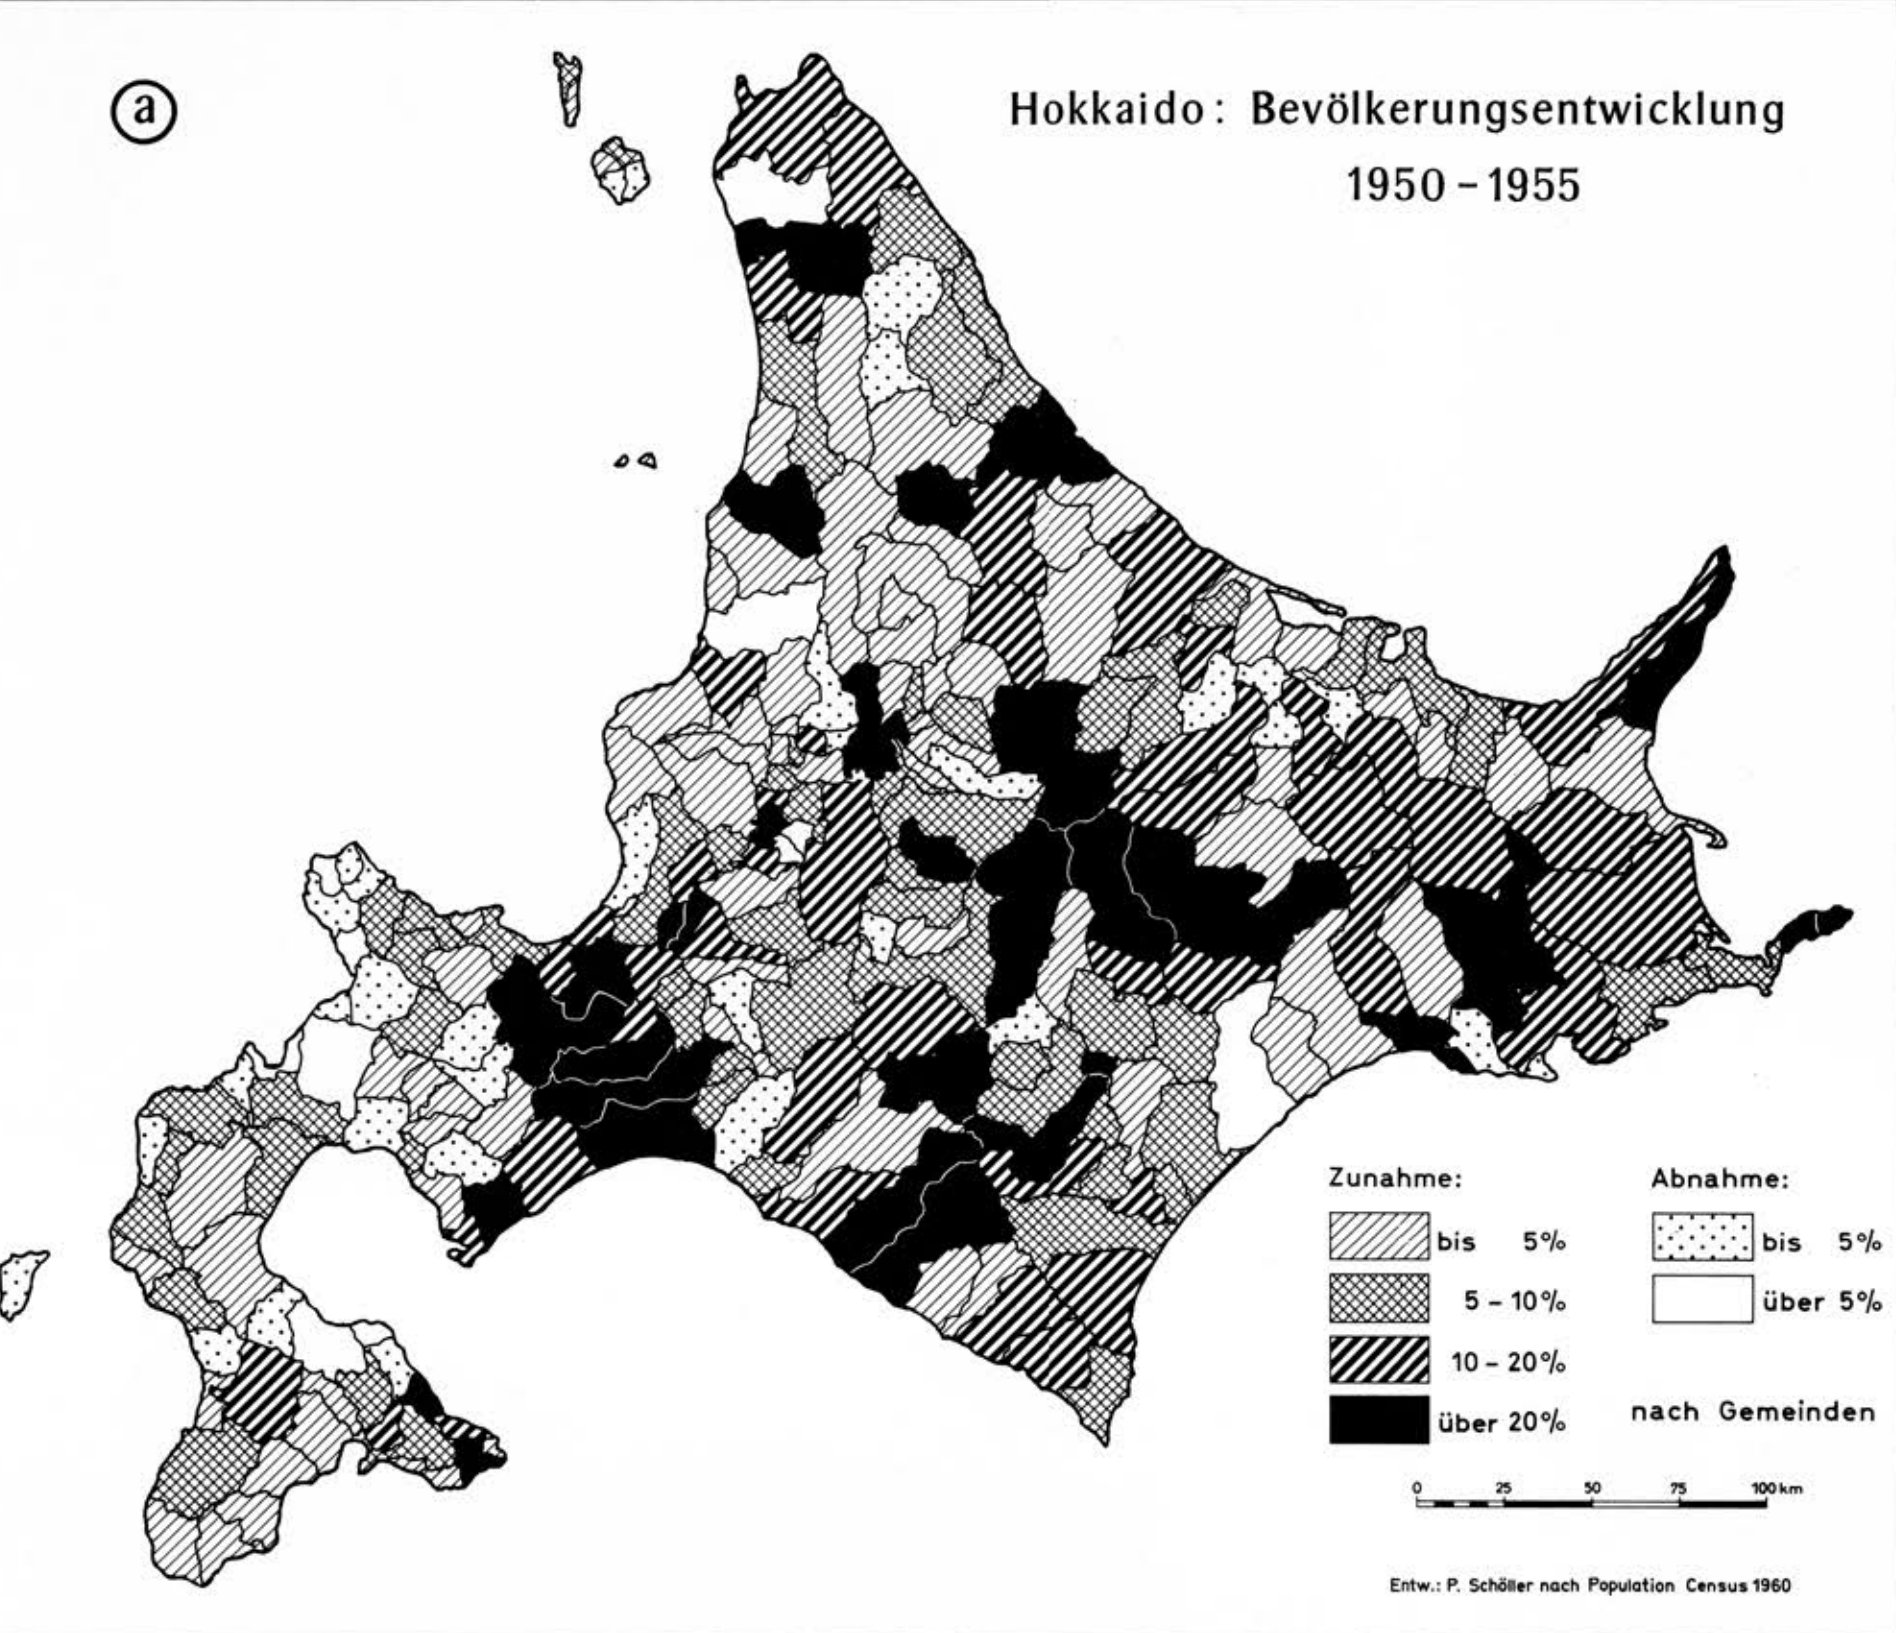 a
Hokkaido: Bevölkerungsentwicklung
1950 – 1955
Zunahme:
bis 5%
5 – 10%
10 – 20%
über 20%
Abnahme:
bis 5%
über 5%
nach Gemeinden
0 25 50 75 100 km
Entw.: P. Schöller nach Population Census 1960